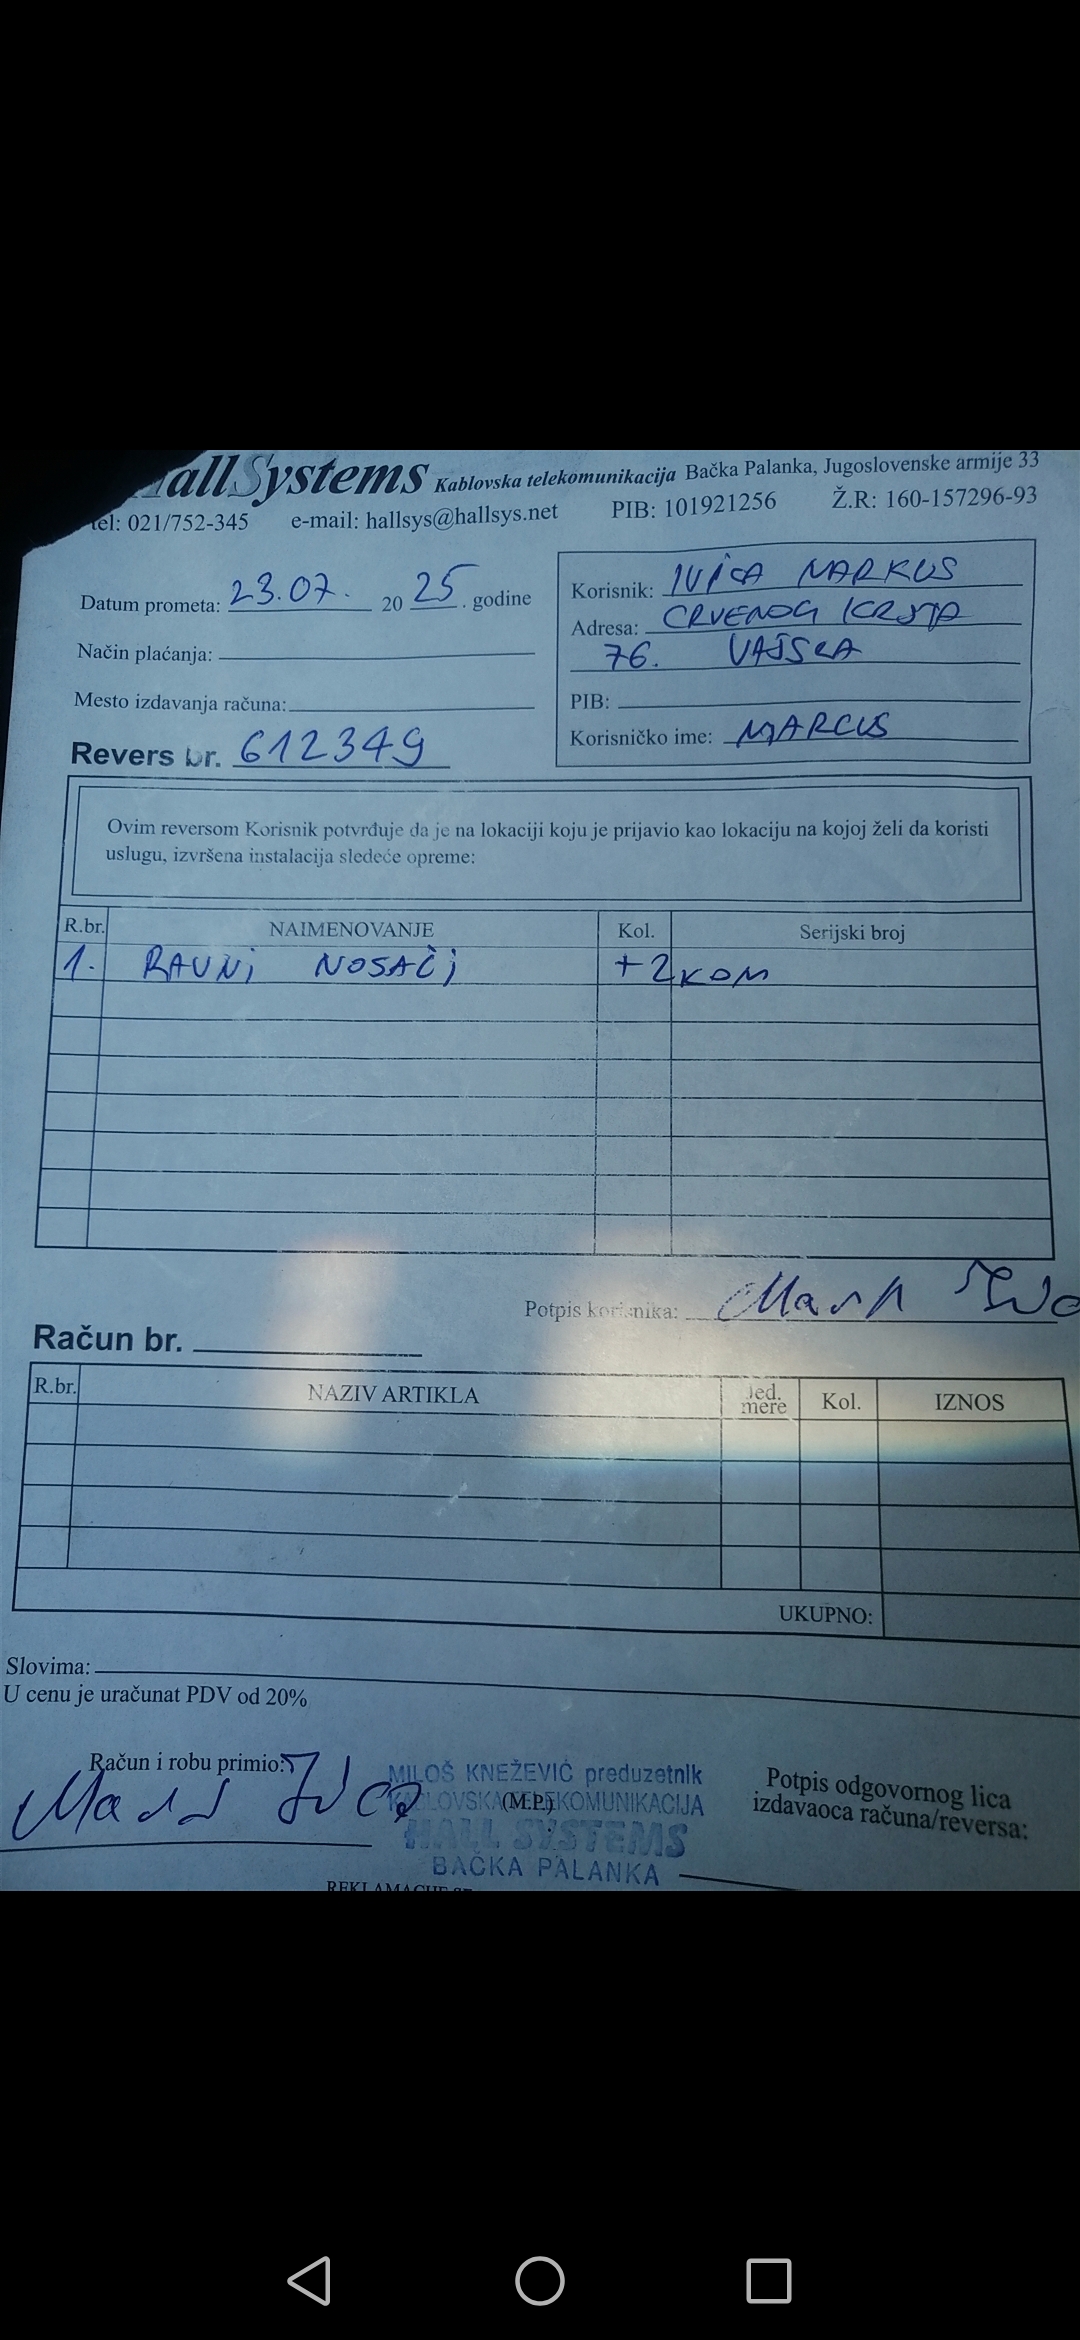 HallSystems Kablovska telekomunikacija Bačka Palanka, Jugoslovenske armije 33
tel: 021/752-345 e-mail: hallsys@hallsys.net PIB: 101921256 Ž.R: 160-157296-93
Datum prometa: 23.07. 20 25. godine
Način plaćanja:
Mesto izdavanja računa:
Revers br. 612349
Korisnik: IVICA MARKUS
Adresa: CRVENOG KRSTA
76. VAJSKA
PIB:
Korisničko ime: MARCUS
Ovim reversom Korisnik potvrđuje da je na lokaciji koju je prijavio kao lokaciju na kojoj želi da koristi
uslugu, izvršena instalacija sledeće opreme:
R.br. NAIMENOVANJE Kol. Serijski broj
1. RAVNi NOSAČi +2 KOM
Potpis korisnika:
Račun br.
R.br. NAZIV ARTIKLA Jed. mere Kol. IZNOS
UKUPNO:
Slovima:
U cenu je uračunat PDV od 20%
Račun i robu primio:
MILOŠ KNEŽEVIĆ preduzetnik
KABLOVSKA TELEKOMUNIKACIJA
(M.P.)
HALL SYSTEMS
BAČKA PALANKA
Potpis odgovornog lica
izdavaoca računa/reversa: